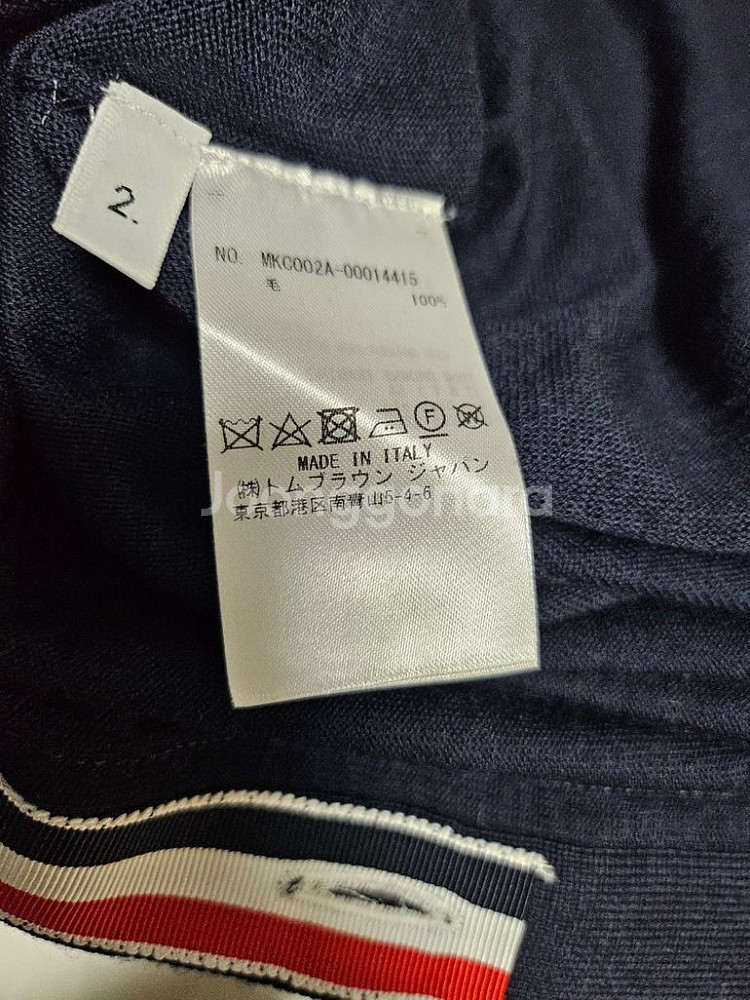 2.
NO. MKC002A-00014415
毛 100%
F
MADE IN ITALY
(株)トムブラウン ジャパン
東京都港区南青山5-4-6
Joonggonara